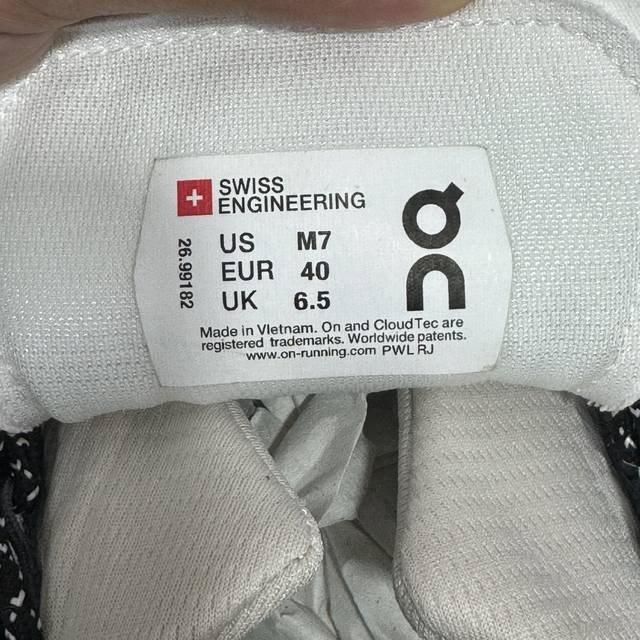 SWISS
ENGINEERING
on
26.99182
US M7
EUR 40
UK 6.5
Made in VIetnam. On and CloudTec are
registered trademarks. Worldwide patents.
www.on-running.com PWL RJ